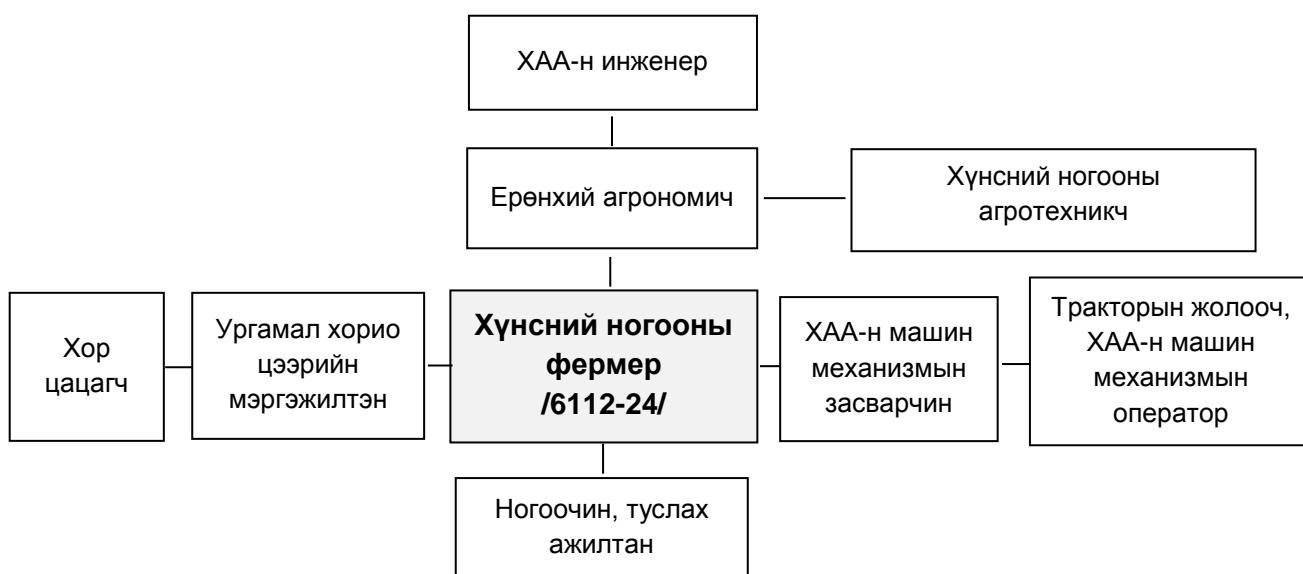 ХАА-н инженер
Ерөнхий агрономич
Хүнсний ногооны
агротехникч
Хор
цацагч
Ургамал хорио
цээрийн
мэргэжилтэн
Хүнсний ногооны
фермер
/6112-24/
ХАА-н машин
механизмын
засварчин
Тракторын жолооч,
ХАА-н машин
механизмын
оператор
Ногоочин, туслах
ажилтан